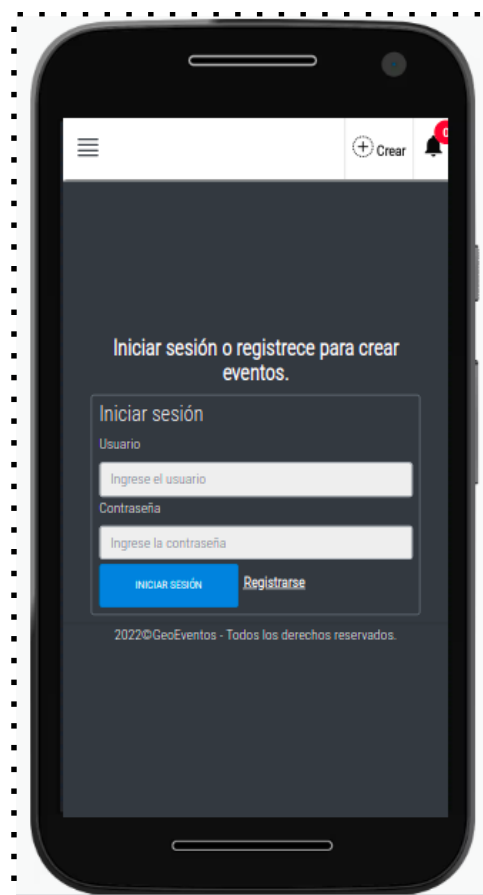 Crear
0
Iniciar sesión o registrece para crear
eventos.
Iniciar sesión
Usuario
Ingrese el usuario
Contraseña
Ingrese la contraseña
INICIAR SESIÓN Registrarse
2022©GeoEventos - Todos los derechos reservados.